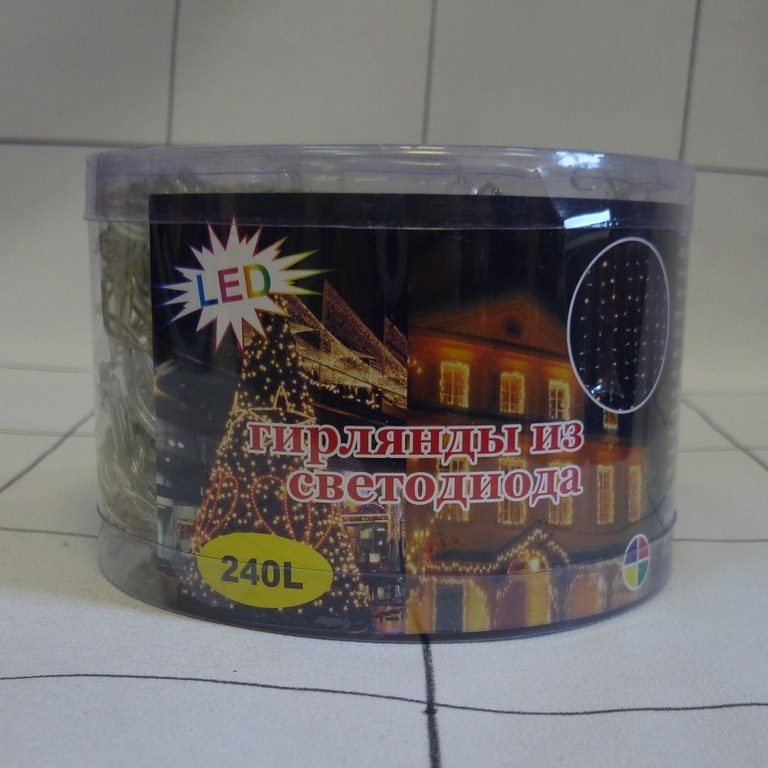 LED
гирлянды из
светодиода
240L